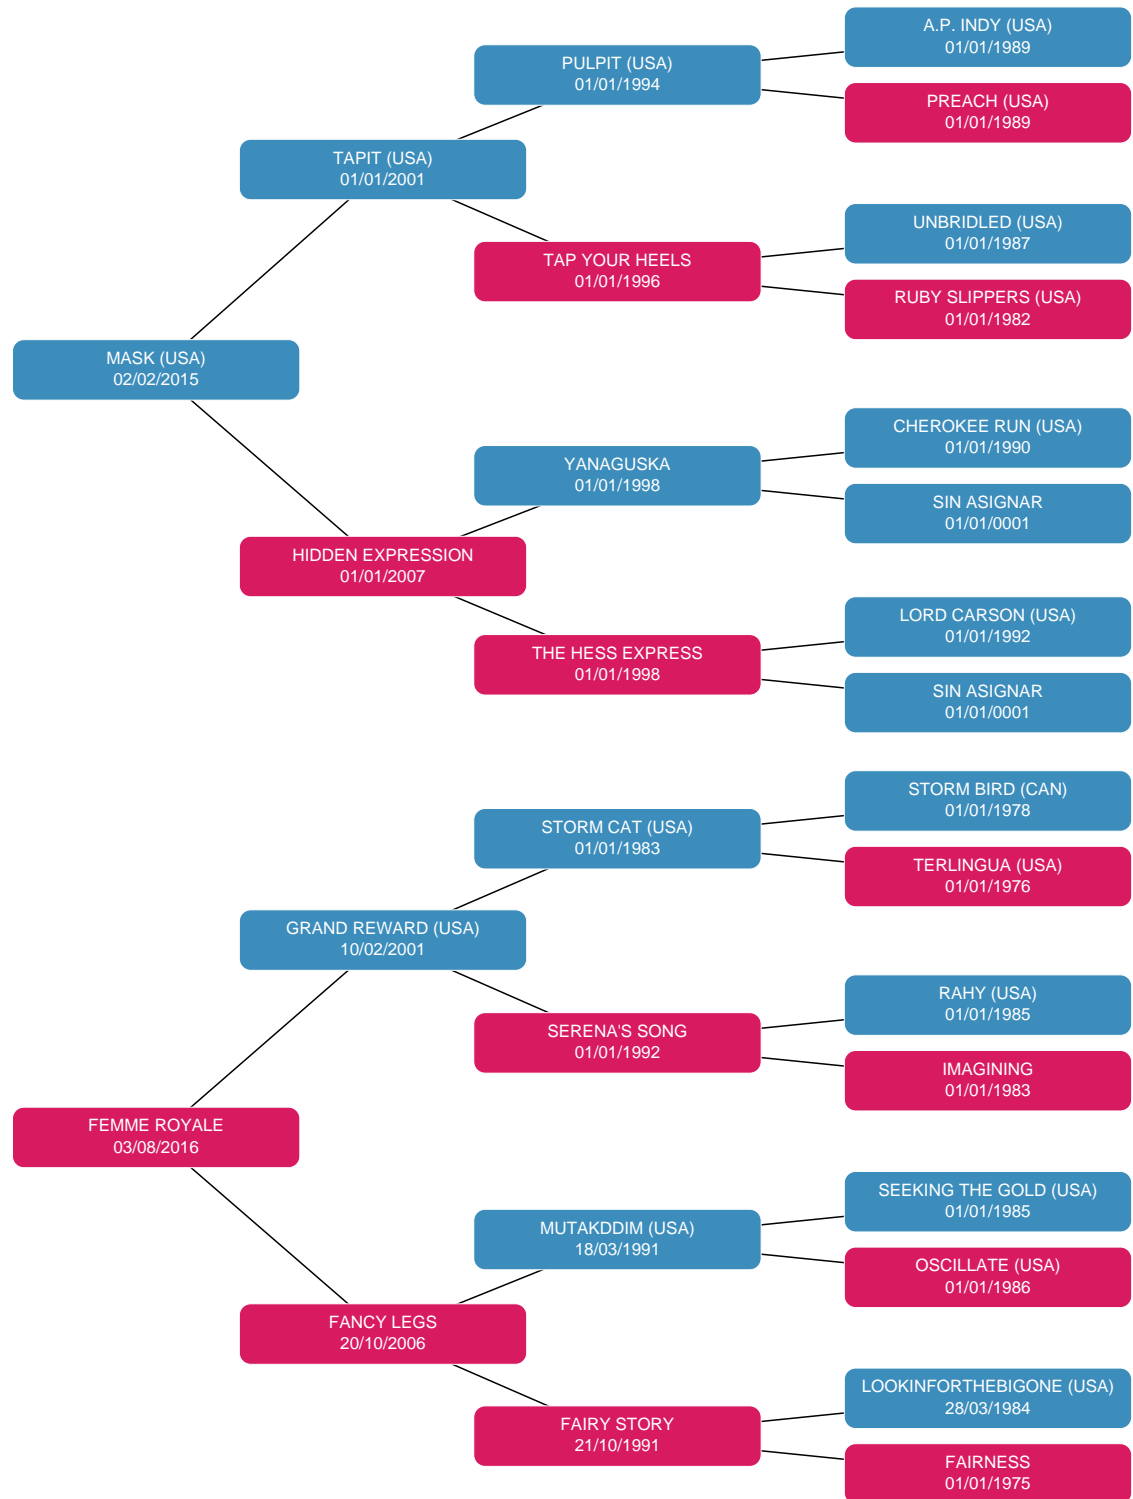 A.P. INDY (USA)
01/01/1989
PULPIT (USA)
01/01/1994
PREACH (USA)
01/01/1989
TAPIT (USA)
01/01/2001
UNBRIDLED (USA)
01/01/1987
TAP YOUR HEELS
01/01/1996
RUBY SLIPPERS (USA)
01/01/1982
MASK (USA)
02/02/2015
CHEROKEE RUN (USA)
01/01/1990
YANAGUSKA
01/01/1998
SIN ASIGNAR
01/01/0001
HIDDEN EXPRESSION
01/01/2007
LORD CARSON (USA)
01/01/1992
THE HESS EXPRESS
01/01/1998
SIN ASIGNAR
01/01/0001
STORM BIRD (CAN)
01/01/1978
STORM CAT (USA)
01/01/1983
TERLINGUA (USA)
01/01/1976
GRAND REWARD (USA)
10/02/2001
RAHY (USA)
01/01/1985
SERENA'S SONG
01/01/1992
IMAGINING
01/01/1983
FEMME ROYALE
03/08/2016
SEEKING THE GOLD (USA)
01/01/1985
MUTAKDDIM (USA)
18/03/1991
OSCILLATE (USA)
01/01/1986
FANCY LEGS
20/10/2006
LOOKINFORTHEBIGONE (USA)
28/03/1984
FAIRY STORY
21/10/1991
FAIRNESS
01/01/1975